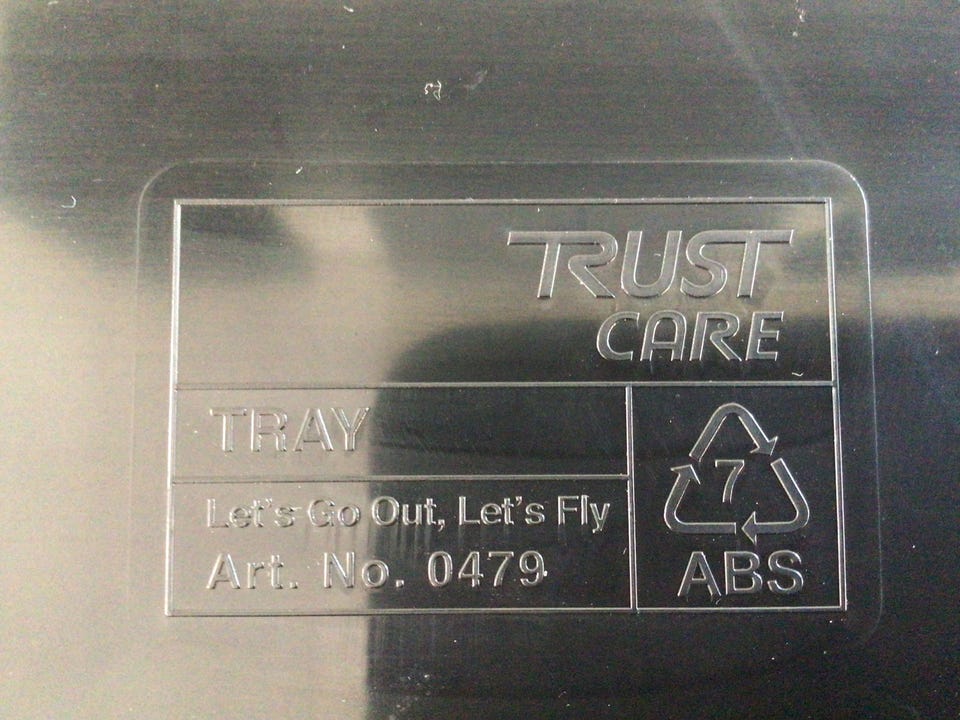 TRUST
CARE
TRAY
Let's Go Out, Let's Fly
Art. No. 0479
7
ABS